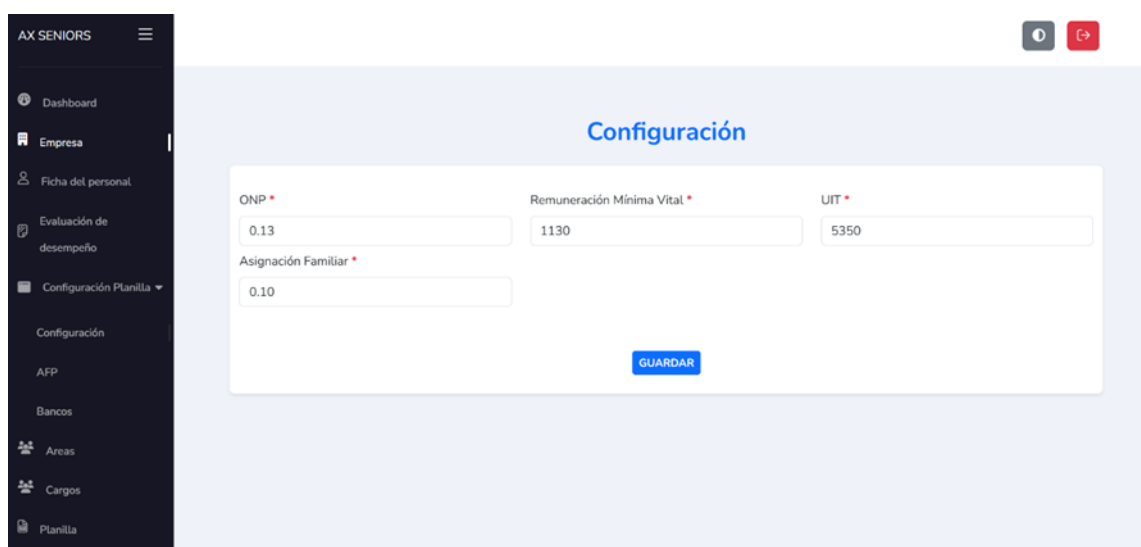 AX SENIORS
Dashboard
Empresa
Ficha del personal
Evaluación de
desempeño
Configuración Planilla
Configuración
AFP
Bancos
Areas
Cargos
Planilla
Configuración
ONP * Remuneración Mínima Vital * UIT *
0.13 1130 5350
Asignación Familiar *
0.10
GUARDAR